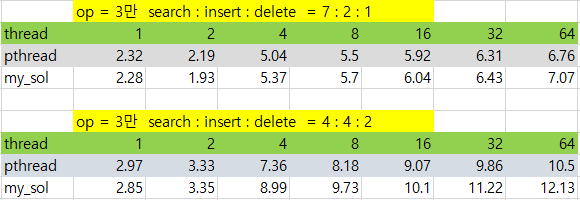 op = 3만 search : insert : delete = 7 : 2 : 1
thread 1 2 4 8 16 32 64
pthread 2.32 2.19 5.04 5.5 5.92 6.31 6.76
my_sol 2.28 1.93 5.37 5.7 6.04 6.43 7.07
op = 3만 search : insert : delete = 4 : 4 : 2
thread 1 2 4 8 16 32 64
pthread 2.97 3.33 7.36 8.18 9.07 9.86 10.5
my_sol 2.85 3.35 8.99 9.73 10.1 11.22 12.13